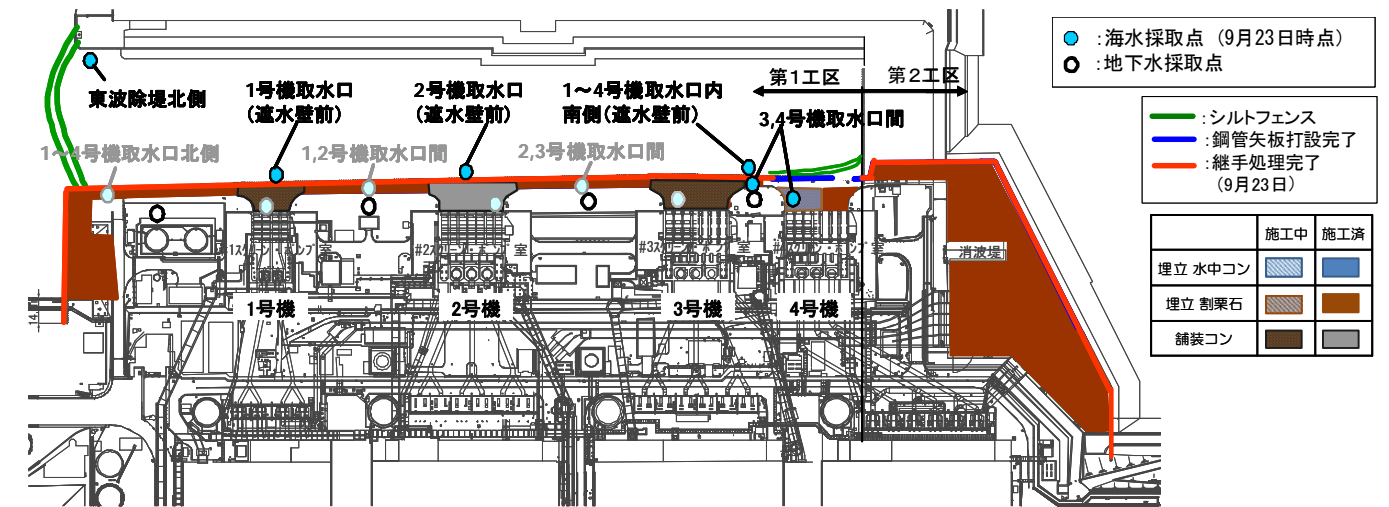 ：海水採取点（9月23日時点）
：地下水採取点
第1工区
第2工区
東波除堤北側
1号機取水口
（遮水壁前）
2号機取水口
（遮水壁前）
1～4号機取水口内
南側（遮水壁前）
3,4号機取水口間
：シルトフェンス
：鋼管矢板打設完了
：継手処理完了
（9月23日）
1～4号機取水口北側
1,2号機取水口間
2,3号機取水口間
施工中
施工済
埋立 水中コン
埋立 割栗石
舗装コン
消波堤
1号機
2号機
3号機
4号機